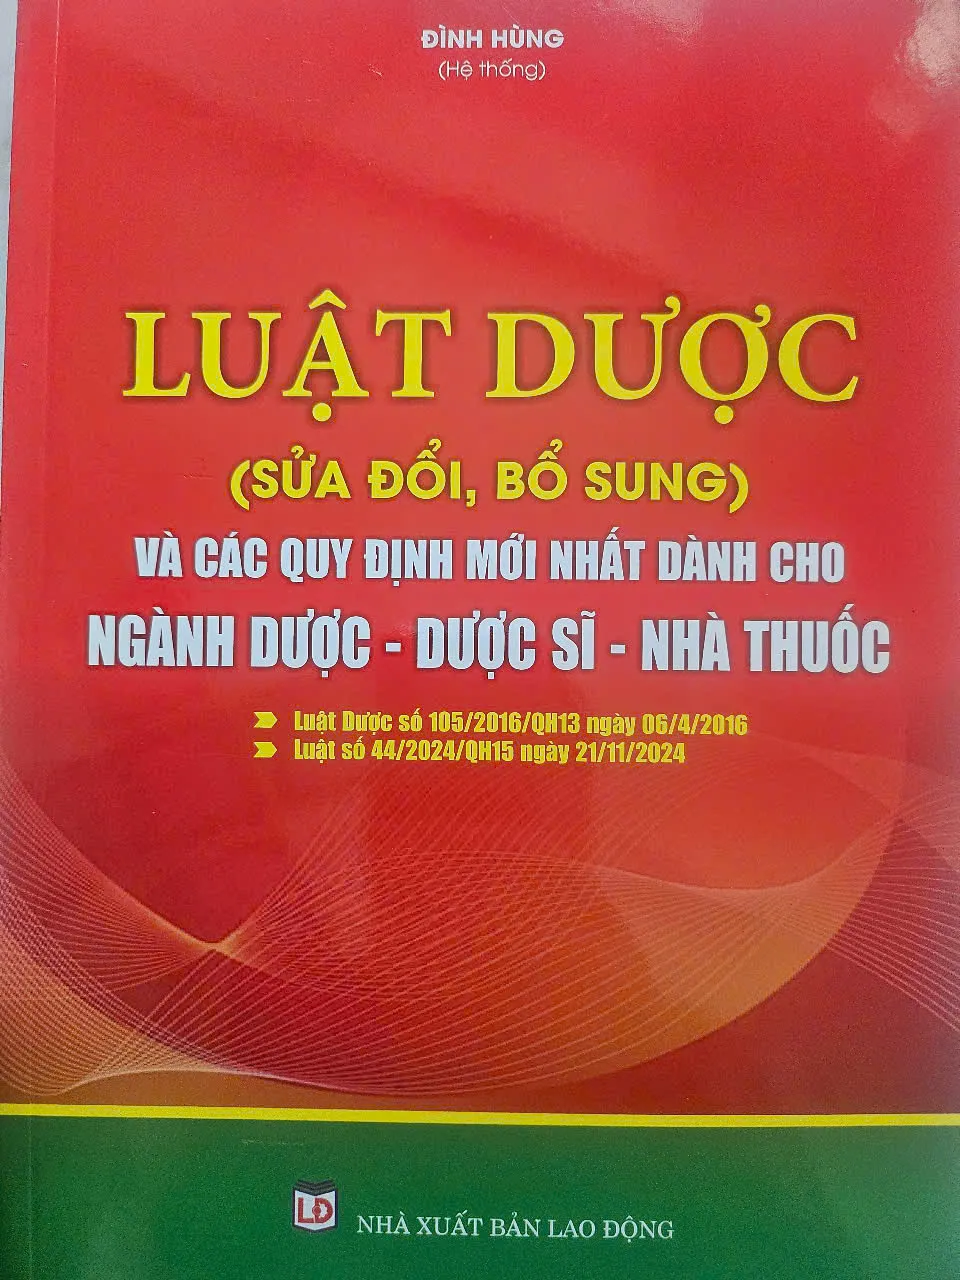 ĐÌNH HÙNG
(Hệ thống)
LUẬT DƯỢC
(SỬA ĐỔI, BỔ SUNG)
VÀ CÁC QUY ĐỊNH MỚI NHẤT DÀNH CHO
NGÀNH DƯỢC - DƯỢC SĨ - NHÀ THUỐC
Luật Dược số 105/2016/QH13 ngày 06/4/2016
Luật số 44/2024/QH15 ngày 21/11/2024
LĐ
NHÀ XUẤT BẢN LAO ĐỘNG